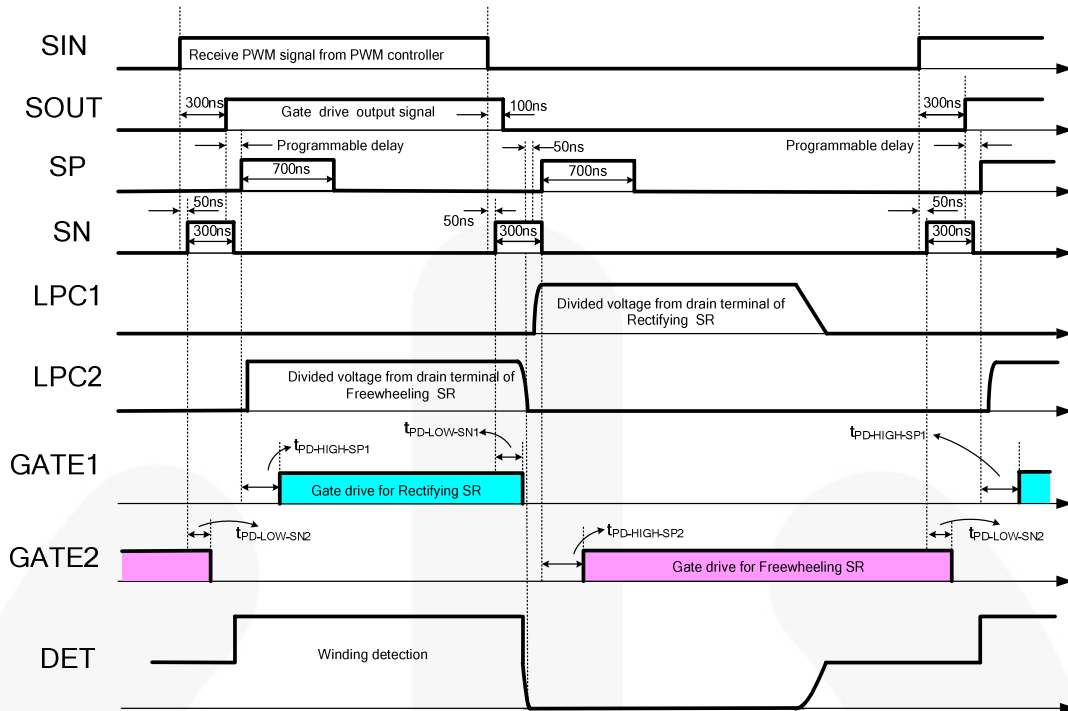 SIN
Receive PWM signal from PWM controller
SOUT
300ns
Gate drive output signal
100ns
300ns
Programmable delay
50ns
Programmable delay
SP
700ns
700ns
50ns
50ns
50ns
SN
300ns
300ns
300ns
LPC1
Divided voltage from drain terminal of
Rectifying SR
LPC2
Divided voltage from drain terminal of
Freewheeling SR
tPD-HIGH-SP1
tPD-LOW-SN1
tPD-HIGH-SP1
GATE1
Gate drive for Rectifying SR
tPD-LOW-SN2
tPD-HIGH-SP2
tPD-LOW-SN2
GATE2
Gate drive for Freewheeling SR
DET
Winding detection